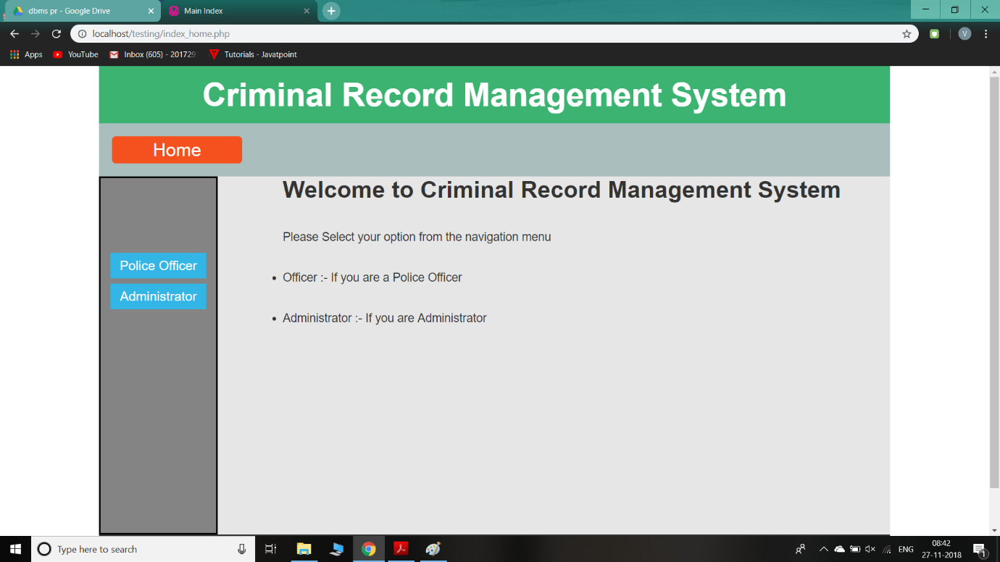 dbms pr - Google Drive
Main Index
localhost/testing/index_home.php
V
Apps
YouTube
Inbox (605) - 201729
Tutorials - Javatpoint
Criminal Record Management System
Home
Welcome to Criminal Record Management System
Please Select your option from the navigation menu
Police Officer
• Officer :- If you are a Police Officer
Administrator
• Administrator :- If you are Administrator
Type here to search
ENG
08:42
27-11-2018
1